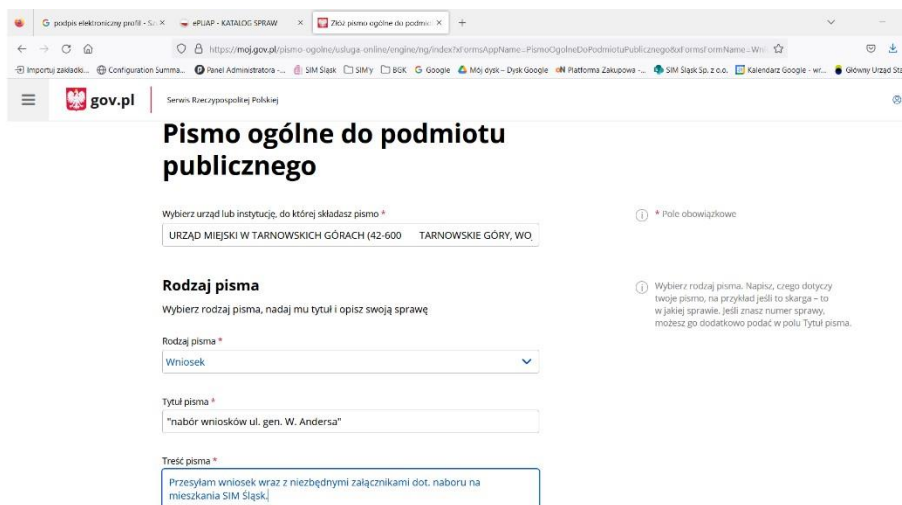 podpis elektroniczny profil - Sz
ePUAP - KATALOG SPRAW
Złóż pismo ogólne do podmio
https://moj.gov.pl/pismo-ogolne/usluga-online/engine/ng/index?xFormsAppName=PismoOgolneDoPodmiotuPublicznego&xFormsFormName=Wni
Importuj zakładki... Configuration Summa... Panel Administratora -... SIM Śląsk SIM'y BGK Google Mój dysk – Dysk Google Platforma Zakupowa -... SIM Śląsk Sp. z o.o. Kalendarz Google - wr... Główny Urząd Sta
gov.pl Serwis Rzeczypospolitej Polskiej
Pismo ogólne do podmiotu
publicznego
Wybierz urząd lub instytucję, do której składasz pismo *
* Pole obowiązkowe
URZĄD MIEJSKI W TARNOWSKICH GÓRACH (42-600 TARNOWSKIE GÓRY, WO
Rodzaj pisma
Wybierz rodzaj pisma, nadaj mu tytuł i opisz swoją sprawę
Wybierz rodzaj pisma. Napisz, czego dotyczy
twoje pismo, na przykład jeśli to skarga – to
w jakiej sprawie. Jeśli znasz numer sprawy,
możesz go dodatkowo podać w polu Tytuł pisma.
Rodzaj pisma *
Wniosek
Tytuł pisma *
"nabór wniosków ul. gen. W. Andersa"
Treść pisma *
Przesyłam wniosek wraz z niezbędnymi załącznikami dot. naboru na
mieszkania SIM Śląsk.